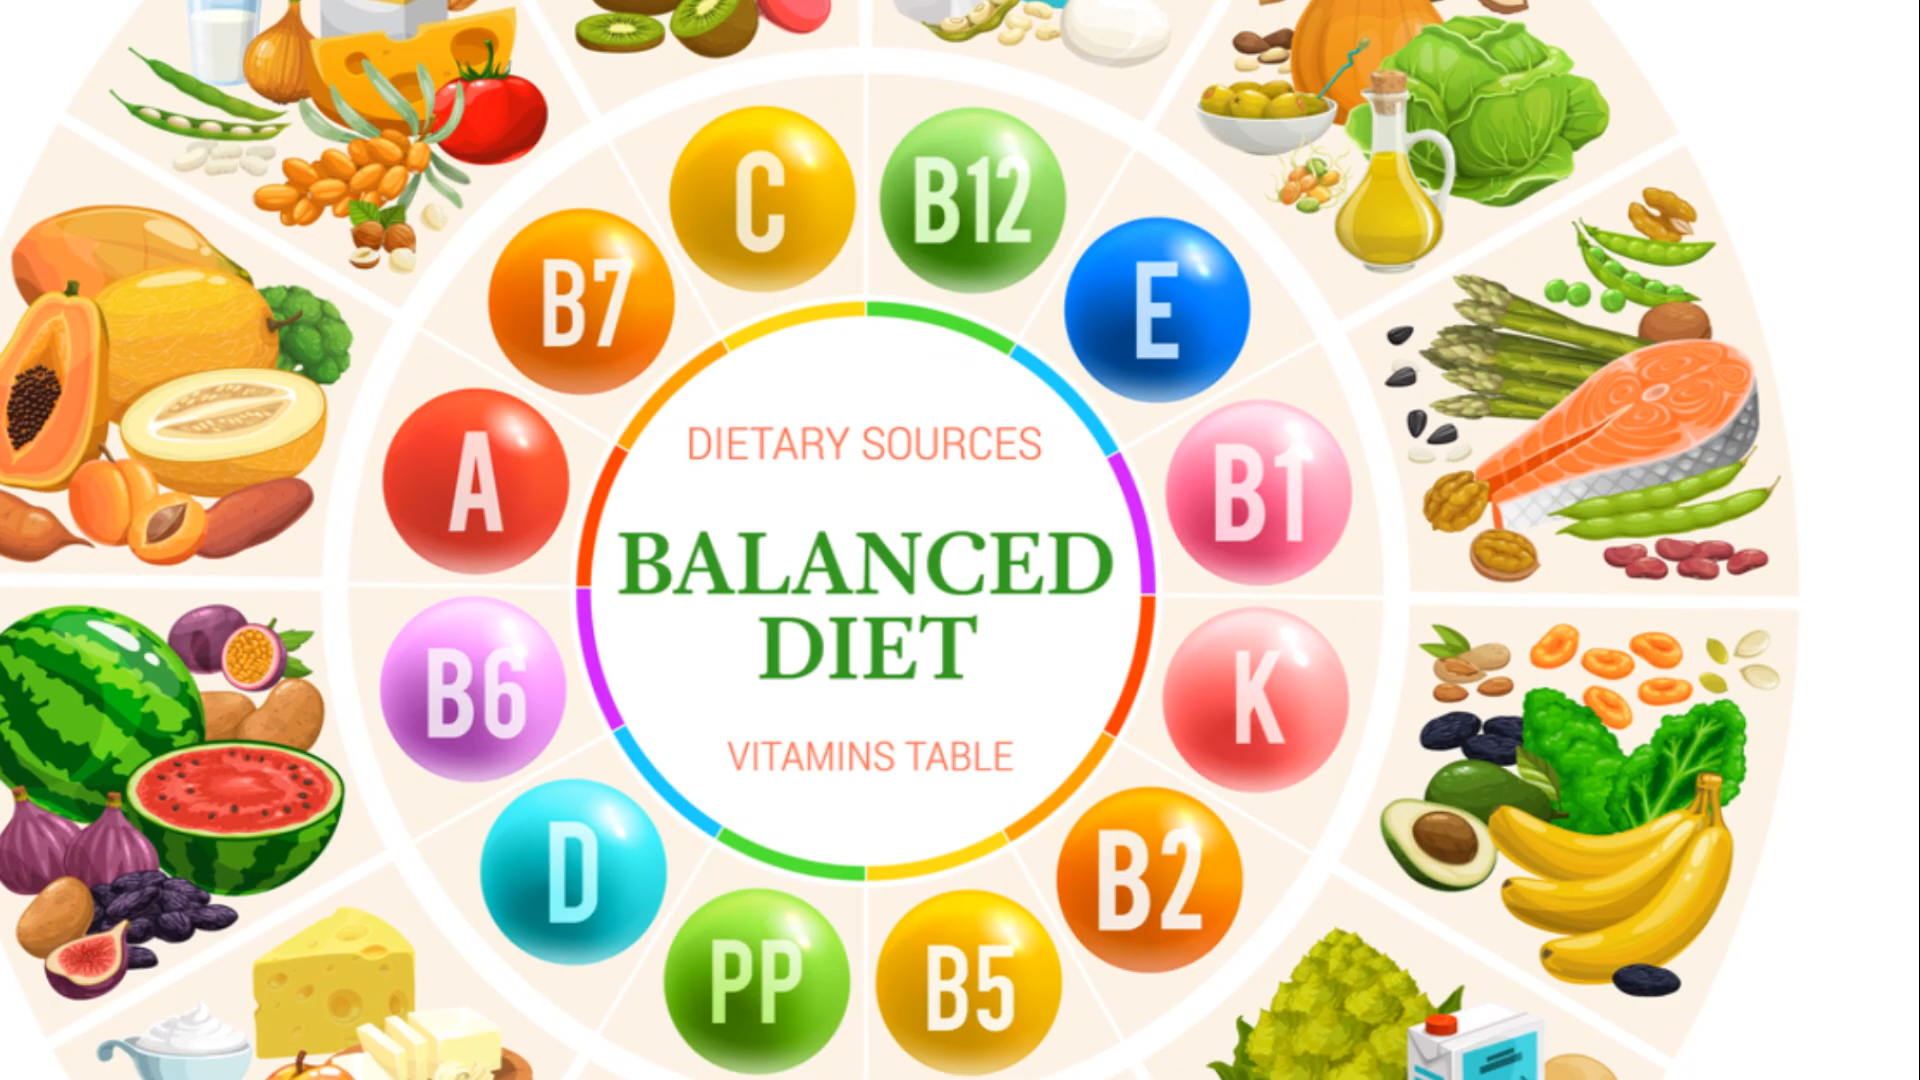 C
B12
B7
E
A
B1
DIETARY SOURCES
BALANCED
DIET
VITAMINS TABLE
B6
K
D
B2
PP
B5